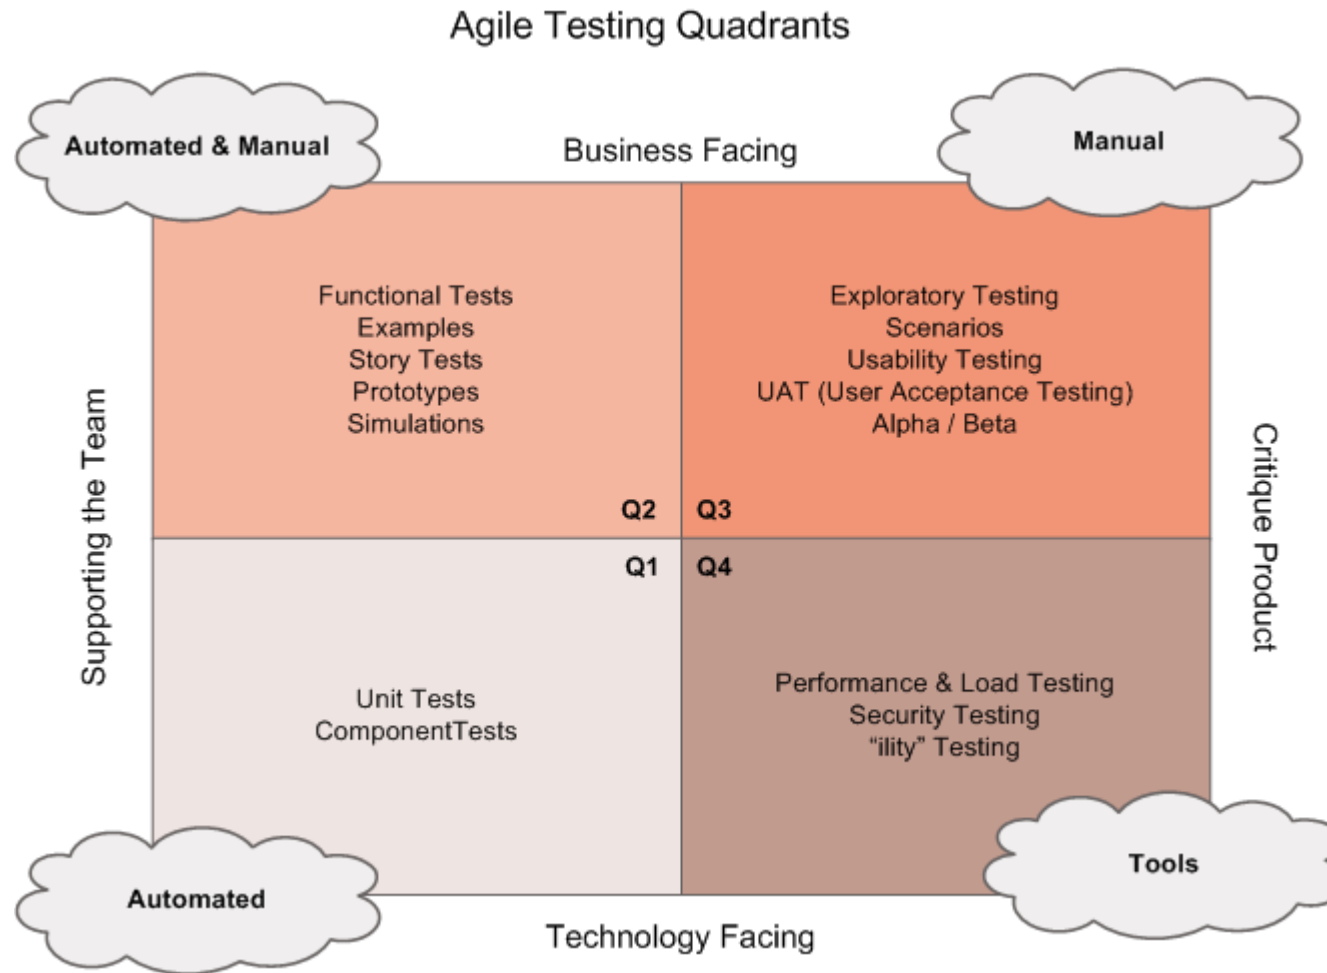 Agile Testing Quadrants
Automated & Manual
Business Facing
Manual
Functional Tests
Examples
Story Tests
Prototypes
Simulations
Q2
Exploratory Testing
Scenarios
Usability Testing
UAT (User Acceptance Testing)
Alpha / Beta
Q3
Supporting the Team
Critique Product
Q1
Unit Tests
ComponentTests
Q4
Performance & Load Testing
Security Testing
“ility” Testing
Automated
Technology Facing
Tools